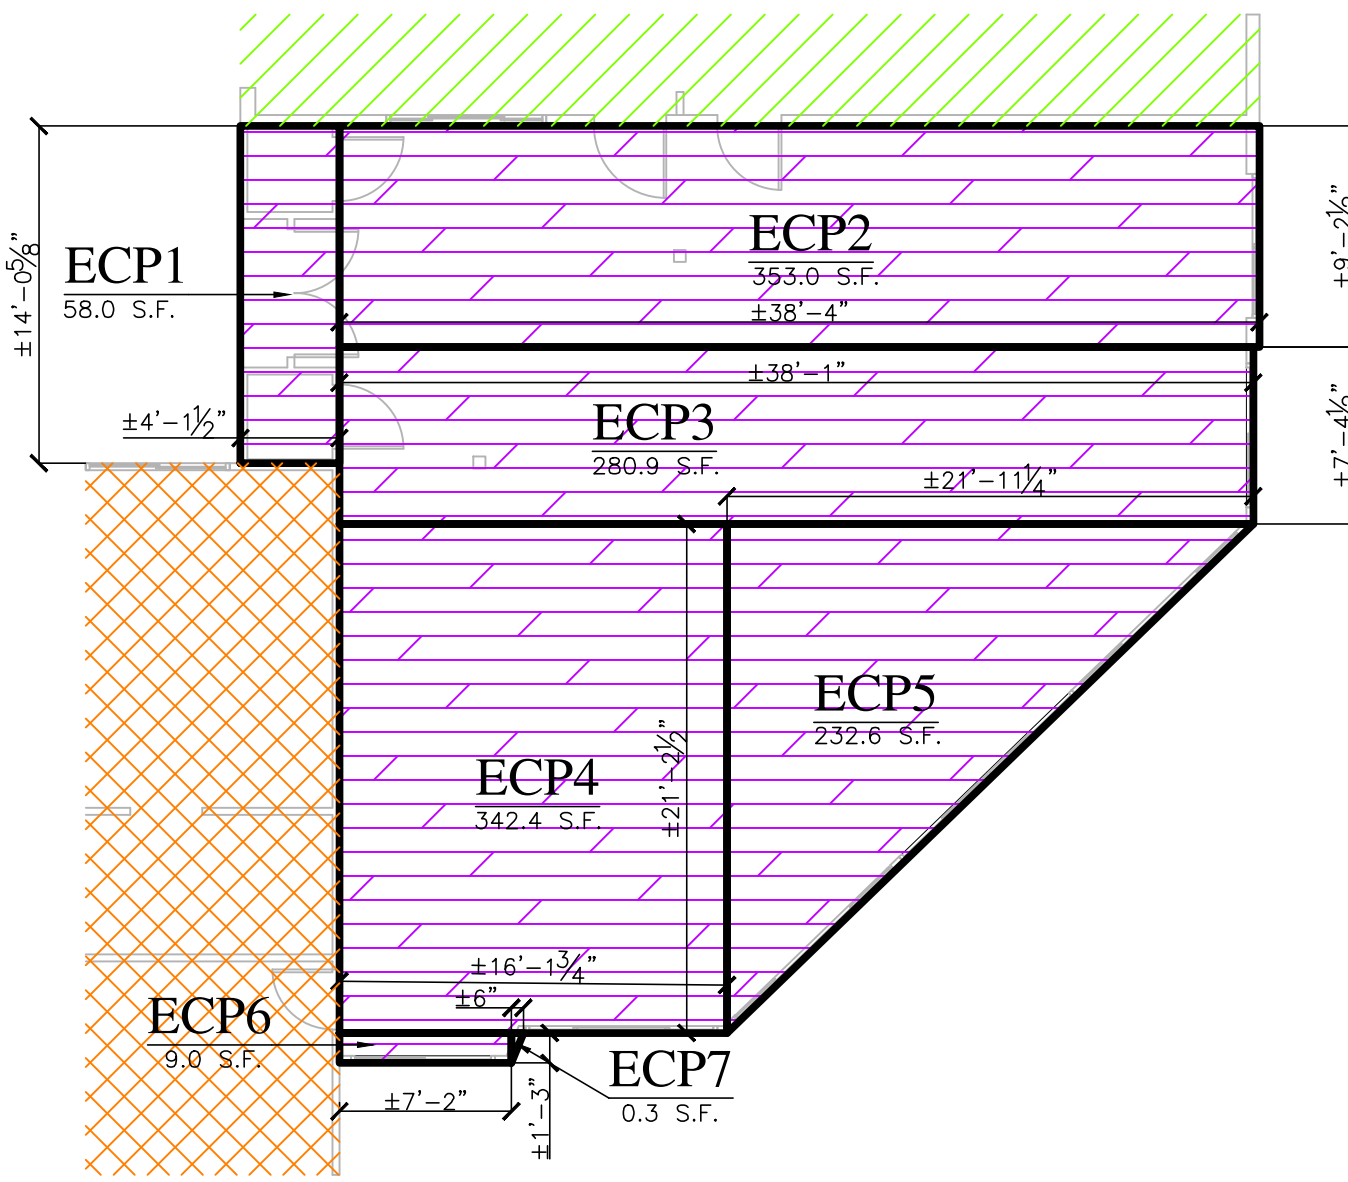 ±14'-0⅝"
ECP1
58.0 S.F.
ECP2
353.0 S.F.
±38'-4"
±9'-2½"
±38'-1"
±4'-1½"
ECP3
280.9 S.F.
±7'-4½"
±21'-11¼"
ECP5
232.6 S.F.
±21'-2½"
ECP4
342.4 S.F.
±16'-1¾"
±6"
ECP6
9.0 S.F.
ECP7
0.3 S.F.
±7'-2"
±1'-3"